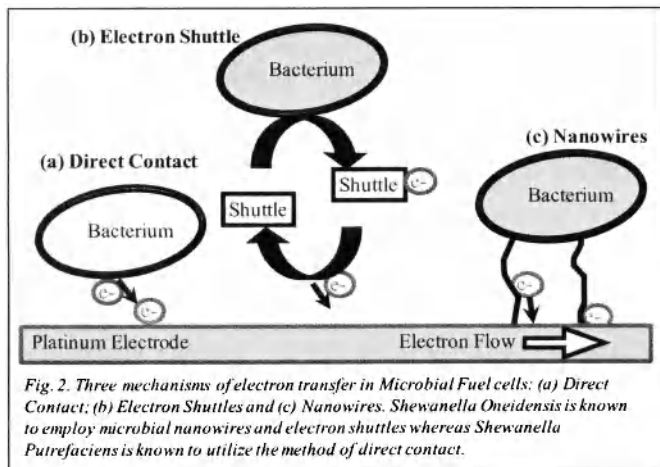 (b) Electron Shuttle
Bacterium
(c) Nanowires
(a) Direct Contact
Shuttle e-
Bacterium
Shuttle
Bacterium
e-
e-
e-
e-
e-
Platinum Electrode Electron Flow
Fig. 2. Three mechanisms of electron transfer in Microbial Fuel cells: (a) Direct
Contact; (b) Electron Shuttles and (c) Nanowires. Shewanella Oneidensis is known
to employ microbial nanowires and electron shuttles whereas Shewanella
Putrefaciens is known to utilize the method of direct contact.